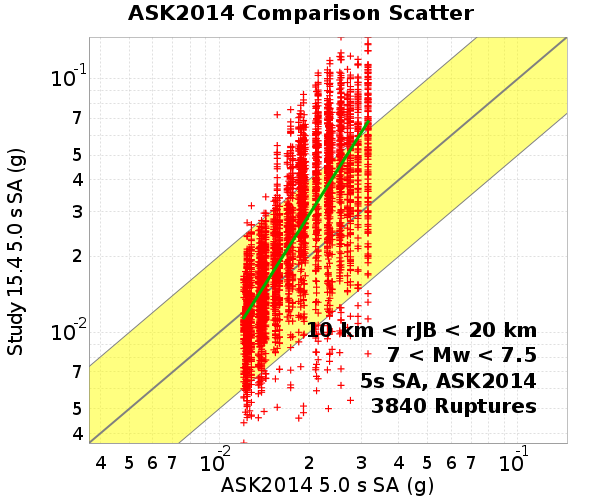 ASK2014 Comparison Scatter
Study 15.4 5.0 s SA (g)
10⁻¹
7
5
4
3
2
10⁻²
7
5
4
10 km < rJB < 20 km
7 < Mw < 7.5
5s SA, ASK2014
3840 Ruptures
4 5 6 7 10⁻² 2 3 4 5 6 7 10⁻¹
ASK2014 5.0 s SA (g)